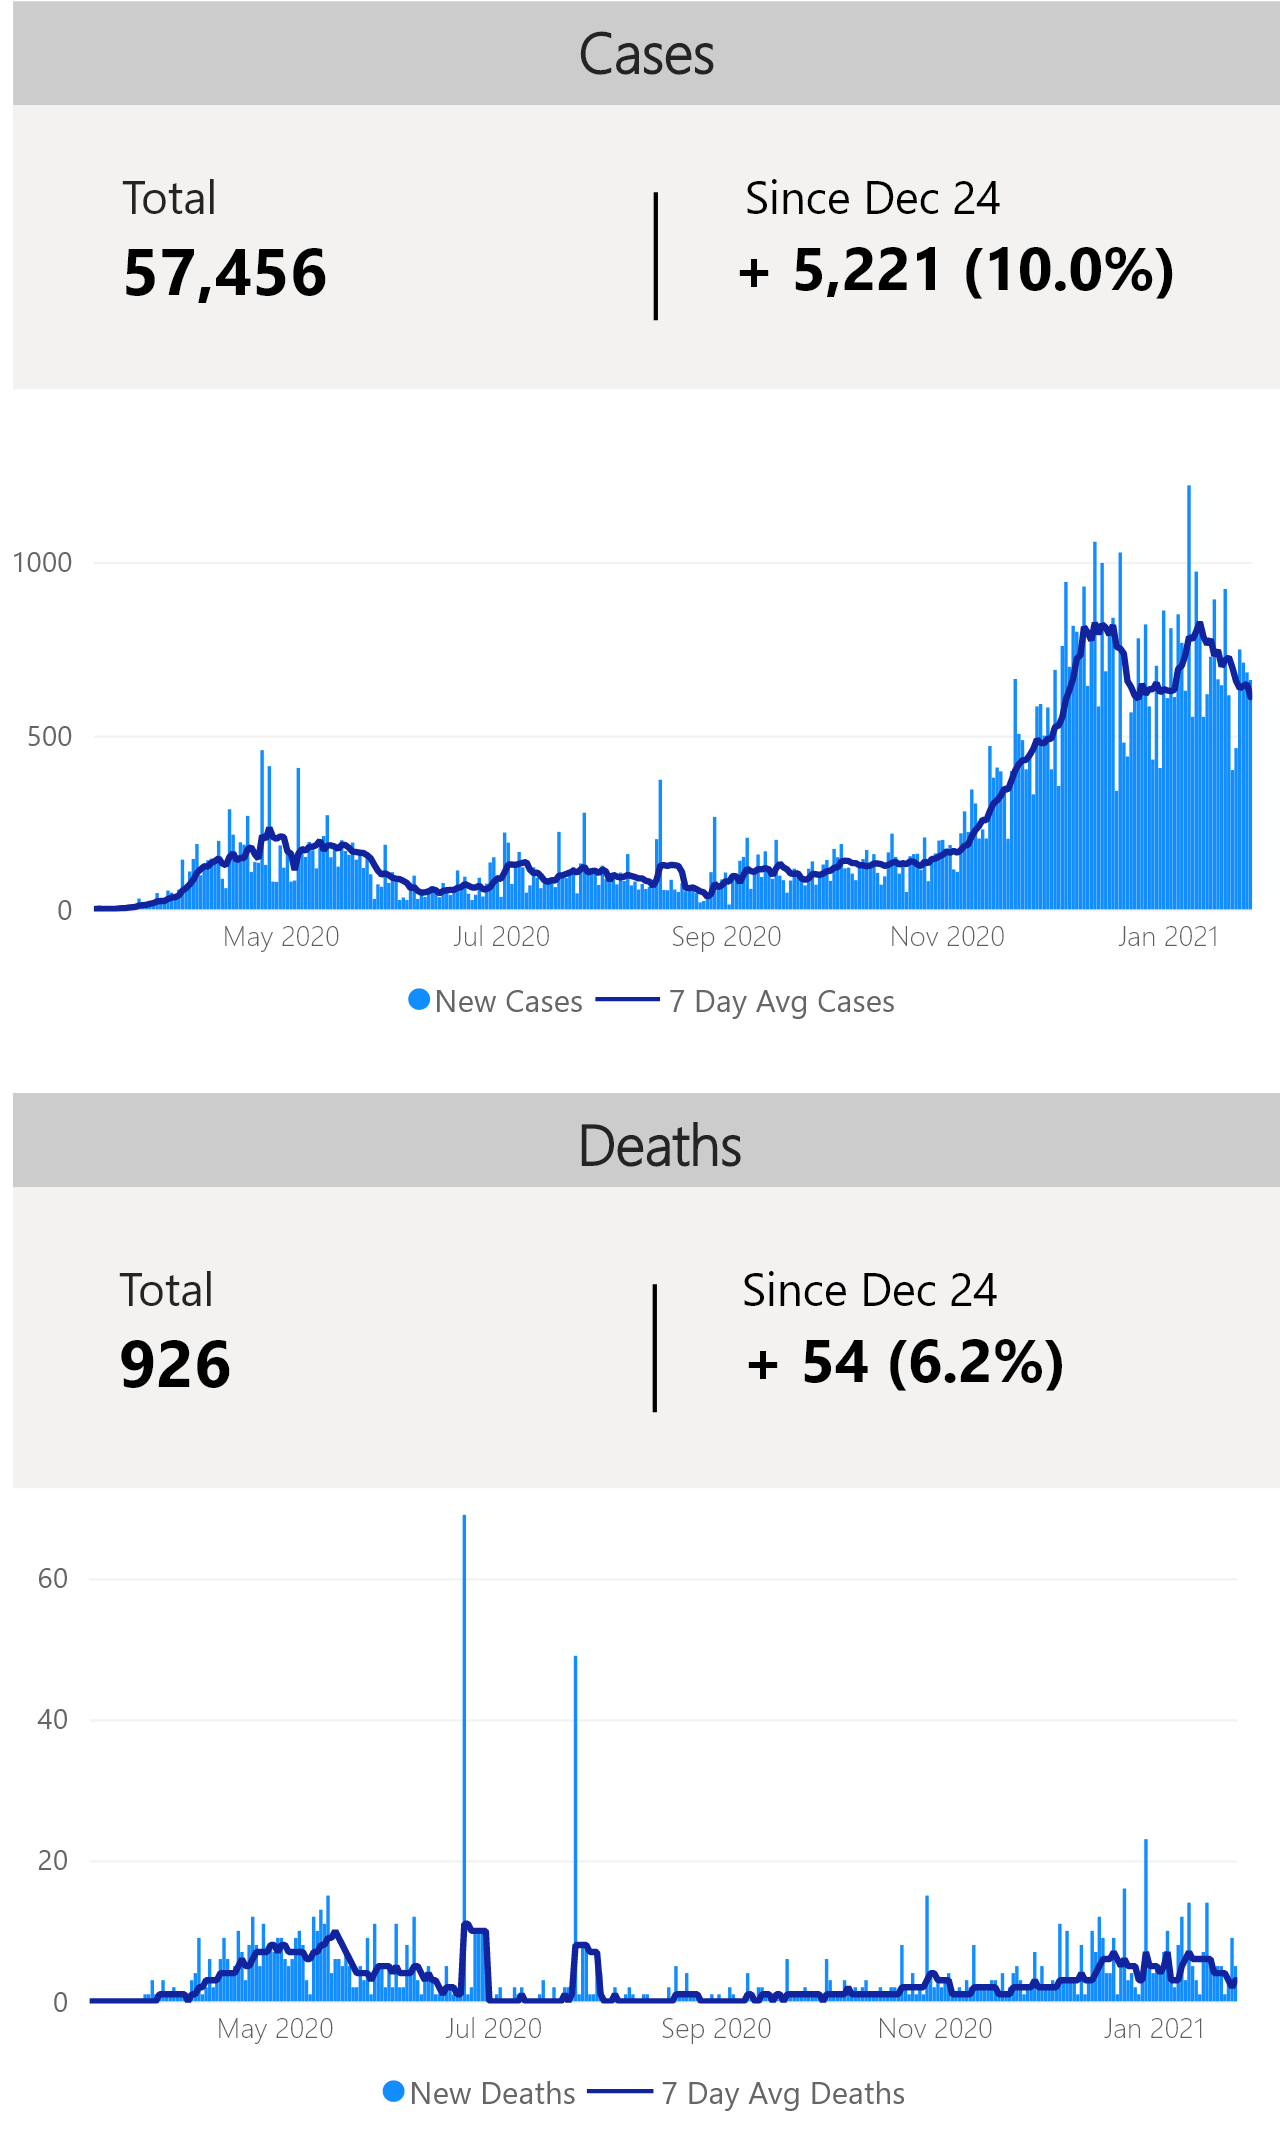 Cases
Total
Since Dec 24
57,456
+ 5,221 (10.0%)
1000
500
0
May 2020
Jul 2020
Sep 2020
Nov 2020
Jan 2021
New Cases
7 Day Avg Cases
Deaths
Total
Since Dec 24
926
+ 54 (6.2%)
60
40
20
0
May 2020
Jul 2020
Sep 2020
Nov 2020
Jan 2021
New Deaths
7 Day Avg Deaths